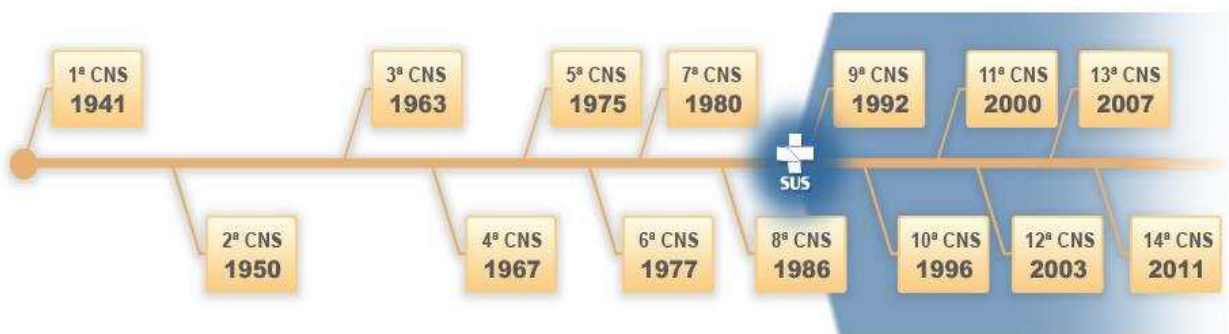 1ª CNS
1941
3ª CNS
1963
5ª CNS
1975
7ª CNS
1980
9ª CNS
1992
11ª CNS
2000
13ª CNS
2007
SUS
2ª CNS
1950
4ª CNS
1967
6ª CNS
1977
8ª CNS
1986
10ª CNS
1996
12ª CNS
2003
14ª CNS
2011